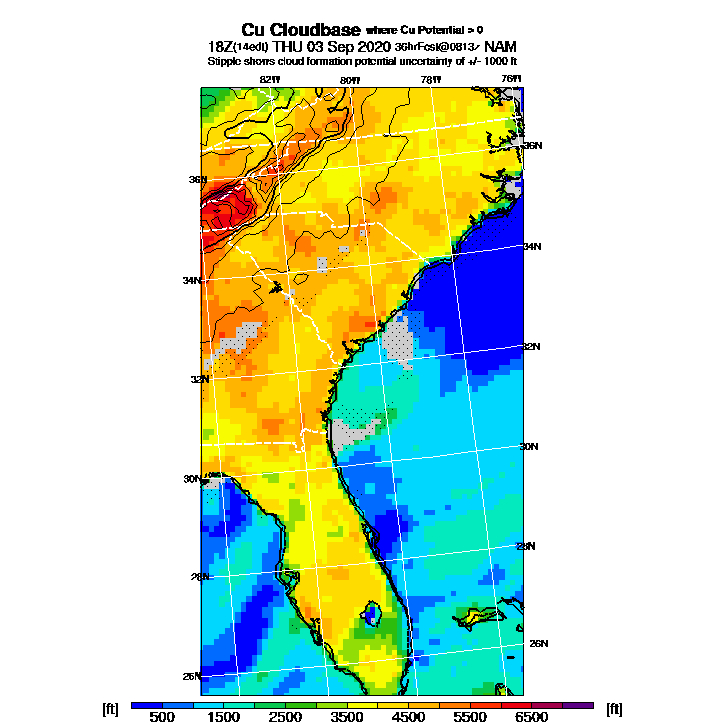 Cu Cloudbase where Cu Potential > 0
18Z(14edt) THU 03 Sep 2020 36hrFcst@0813z NAM
Stipple shows cloud formation potential uncertainty of +/- 1000 ft
82W 80W 78W 76W
36N
36N
34N
34N
32N
32N
30N
30N
28N
28N
26N
26N
[ft] 500 1500 2500 3500 4500 5500 6500 [ft]